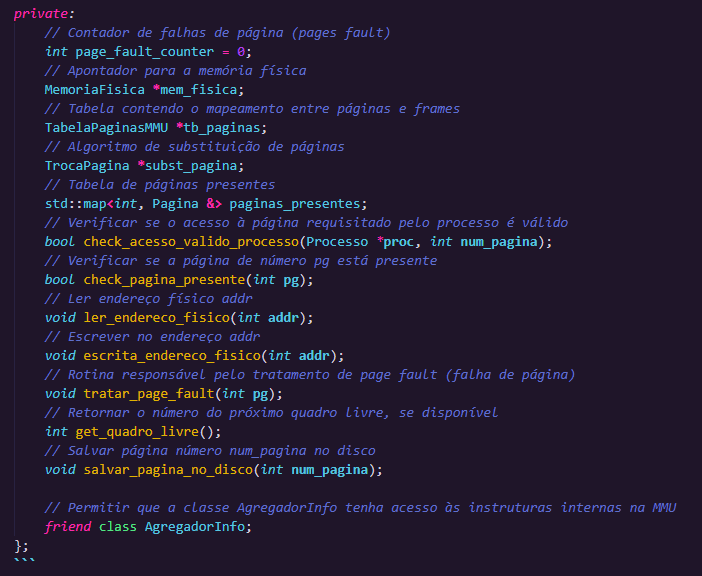 private:
// Contador de falhas de página (pages fault)
int page_fault_counter = 0;
// Apontador para a memória física
MemoriaFisica *mem_fisica;
// Tabela contendo o mapeamento entre páginas e frames
TabelaPaginasMMU *tb_paginas;
// Algoritmo de substituição de páginas
TrocaPagina *subst_pagina;
// Tabela de Páginas presentes
std::map<int, Pagina &> paginas_presentes;
// Verificar se o acesso à página requisitado pelo processo é válido
bool check_acesso_valido_processo(Processo *proc, int num_pagina);
// Verificar se a página de número pg está presente
bool check_pagina_presente(int pg);
// Ler endereço físico addr
void ler_endereco_fisico(int addr);
// Escrever no endereço addr
void escrita_endereco_fisico(int addr);
// Rotina responsável pelo tratamento de page fault (falha de página)
void tratar_page_fault(int pg);
// Retornar o número do próximo quadro livre, se disponível
int get_quadro_livre();
// Salvar página número num_pagina no disco
void salvar_pagina_no_disco(int num_pagina);
// Permitir que a classe AgregadorInfo tenha acesso às instruturas internas na MMU
friend class AgregadorInfo;
};
```